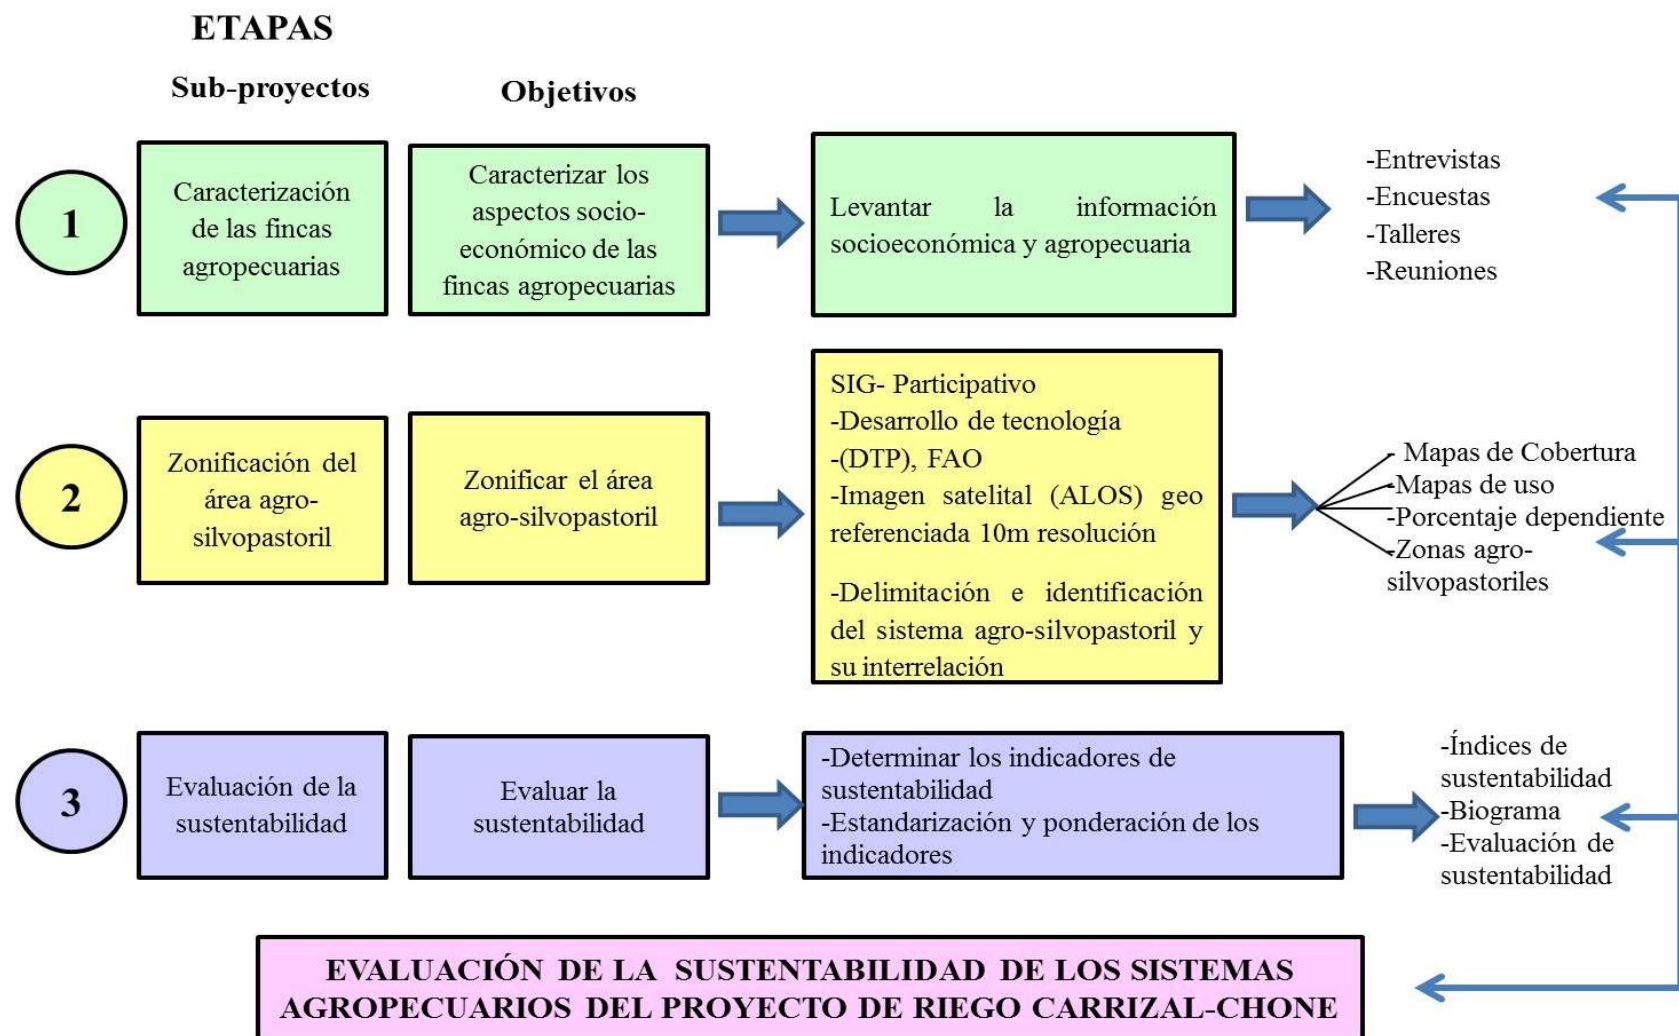 ETAPAS
Sub-proyectos
Objetivos
1
Caracterización
de las fincas
agropecuarias
Caracterizar los
aspectos socio-
económico de las
fincas agropecuarias
Levantar la información
socioeconómica y agropecuaria
-Entrevistas
-Encuestas
-Talleres
-Reuniones
2
Zonificación del
área agro-
silvopastoril
Zonificar el área
agro-silvopastoril
SIG- Participativo
-Desarrollo de tecnología
-(DTP), FAO
-Imagen satelital (ALOS) geo
referenciada 10m resolución
-Delimitación e identificación
del sistema agro-silvopastoril y
su interrelación
- Mapas de Cobertura
-Mapas de uso
-Porcentaje dependiente
-Zonas agro-
silvopastoriles
3
Evaluación de la
sustentabilidad
Evaluar la
sustentabilidad
-Determinar los indicadores de
sustentabilidad
-Estandarización y ponderación de los
indicadores
-Índices de
sustentabilidad
-Biograma
-Evaluación de
sustentabilidad
EVALUACIÓN DE LA SUSTENTABILIDAD DE LOS SISTEMAS
AGROPECUARIOS DEL PROYECTO DE RIEGO CARRIZAL-CHONE